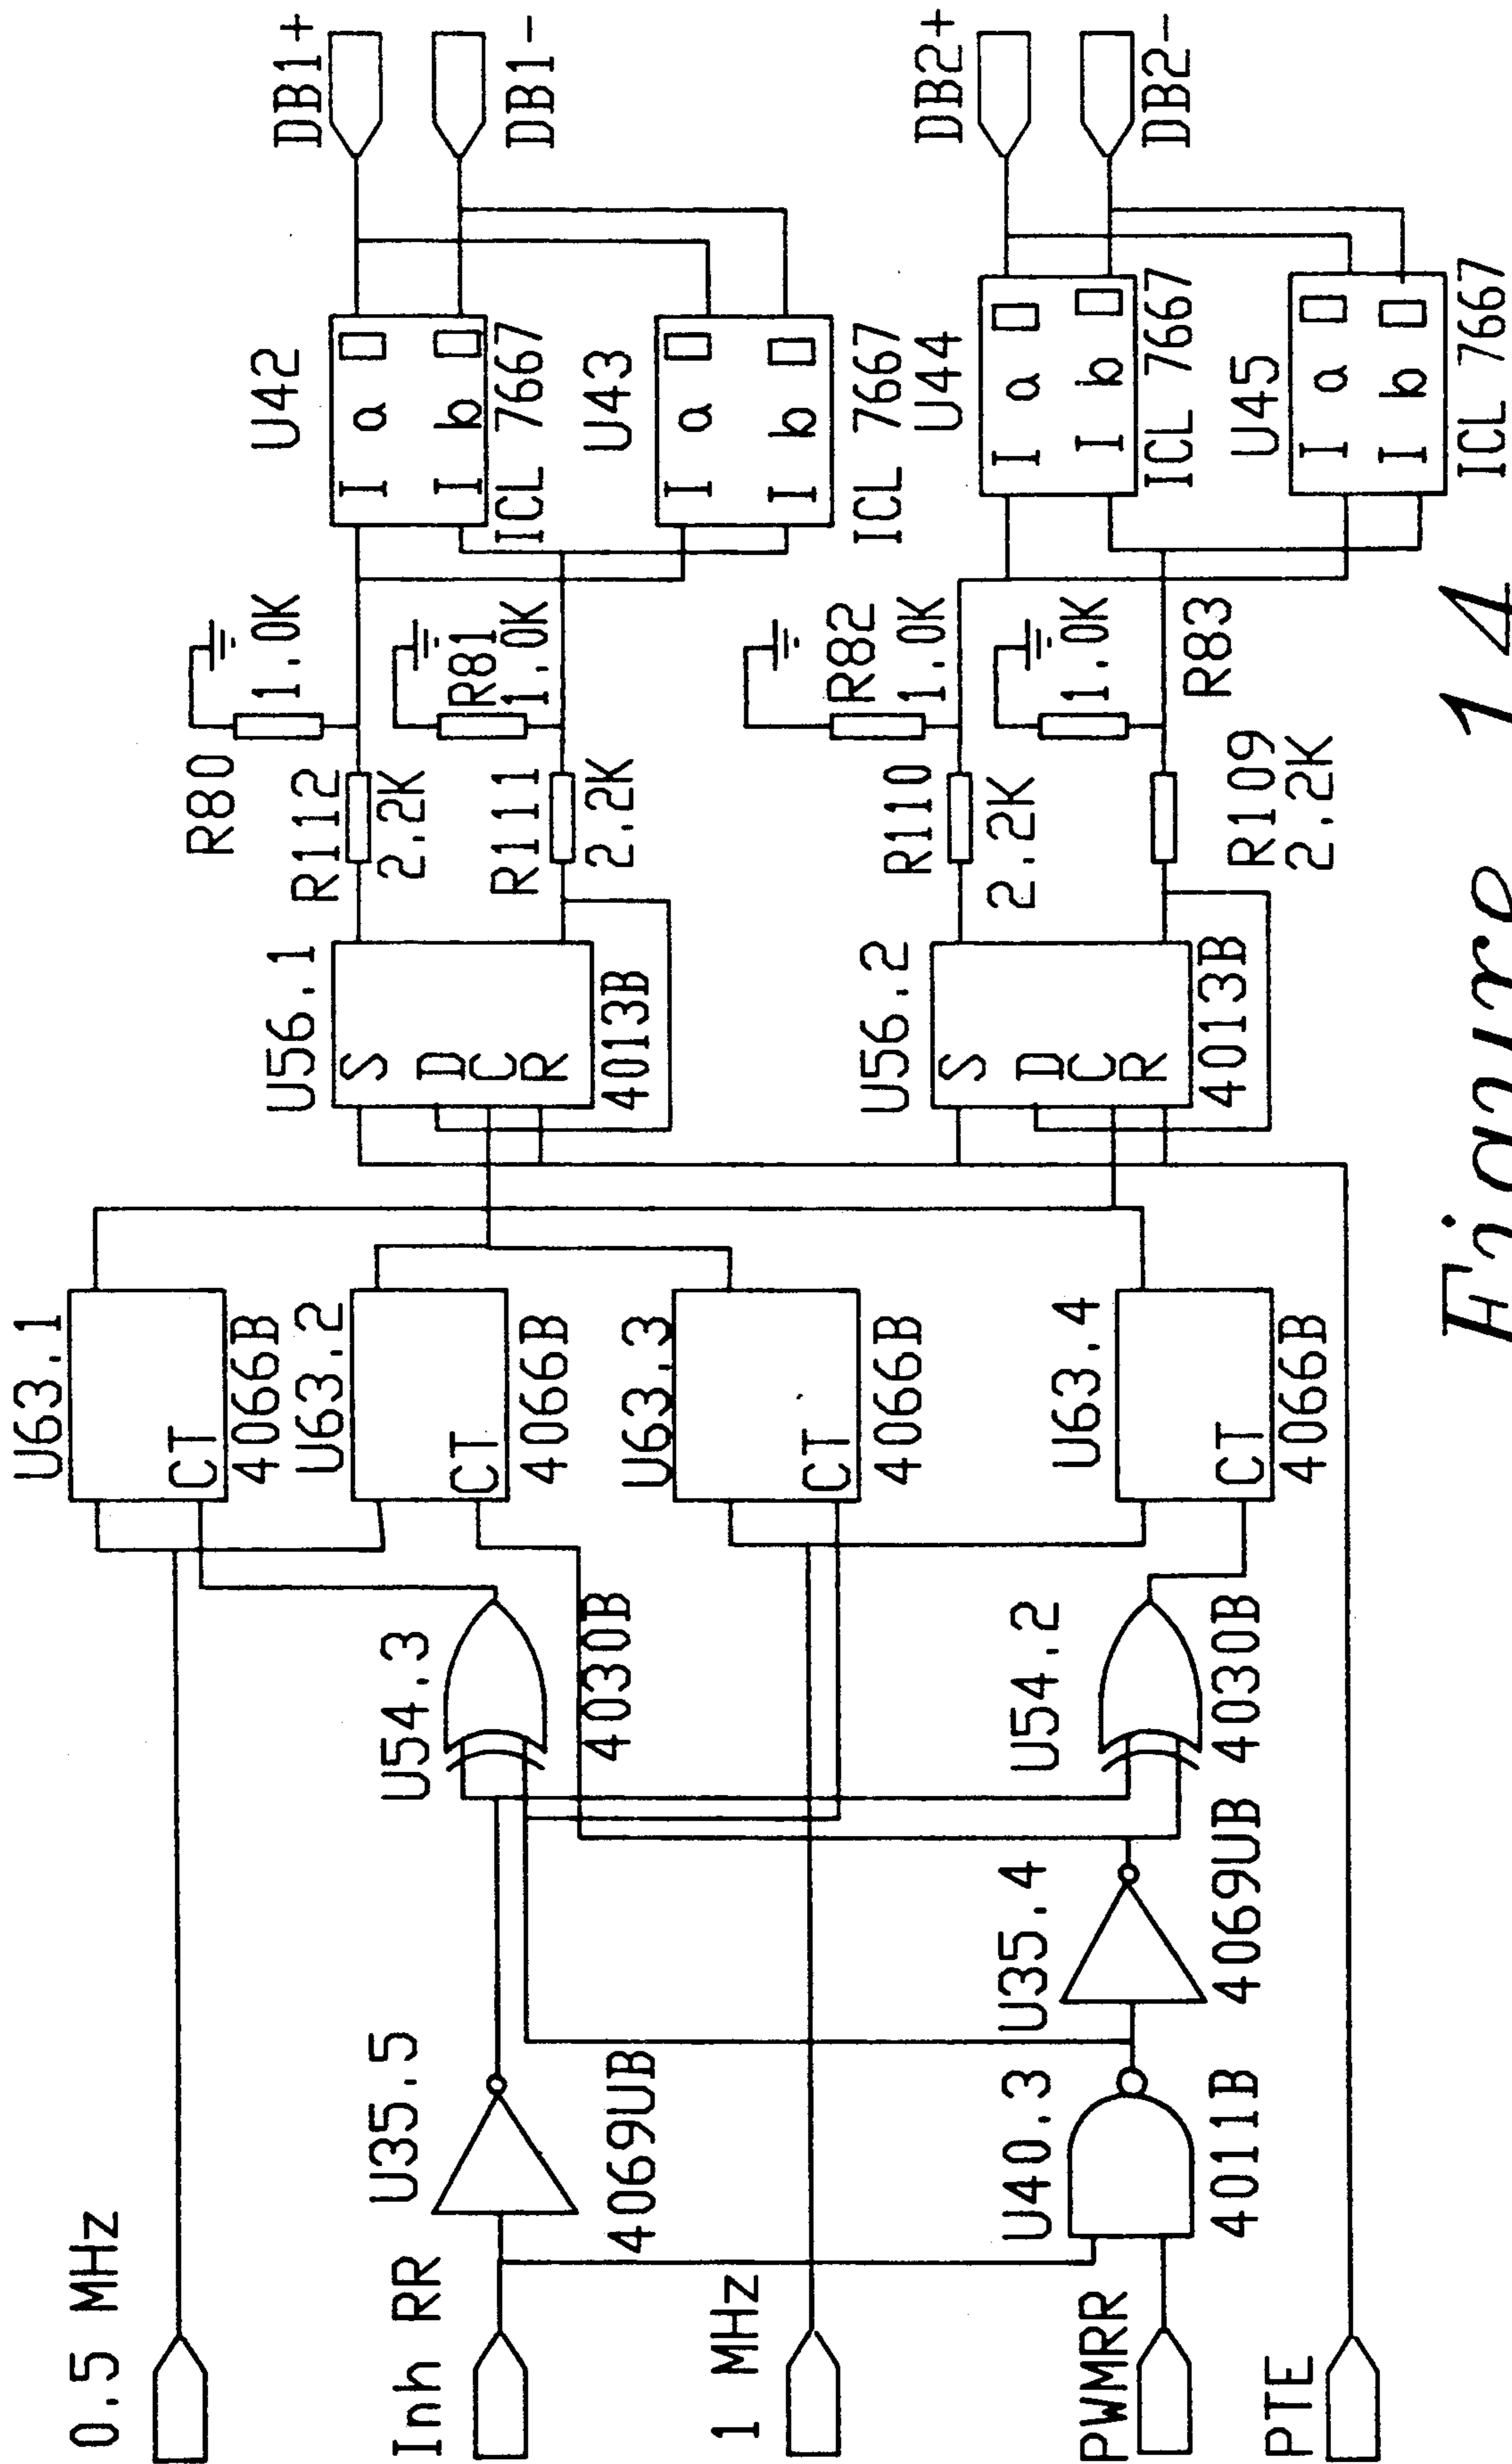 0.5 MHz
Inh RR
1 MHz
PWMRR
PTE
U35.5
4069UB
U40.3
4011B
U35.4
4069UB
U54.3
4030B
U54.2
4030B
U63.1
CT
4066B
U63.2
CT
4066B
U63.3
CT
4066B
U63.4
CT
4066B
U56.1
S
D
C
R
4013B
U56.2
S
D
C
R
4013B
R80
1.0K
R112
2.2K
R81
1.0K
R111
2.2K
R82
1.0K
R110
2.2K
1.0K
R83
R109
2.2K
U42
I a
I b
ICL 7667
U43
I a
I b
ICL 7667
U44
I a
I b
ICL 7667
U45
I a
I b
ICL 7667
DB1+
DB1-
DB2+
DB2-
Figure 14